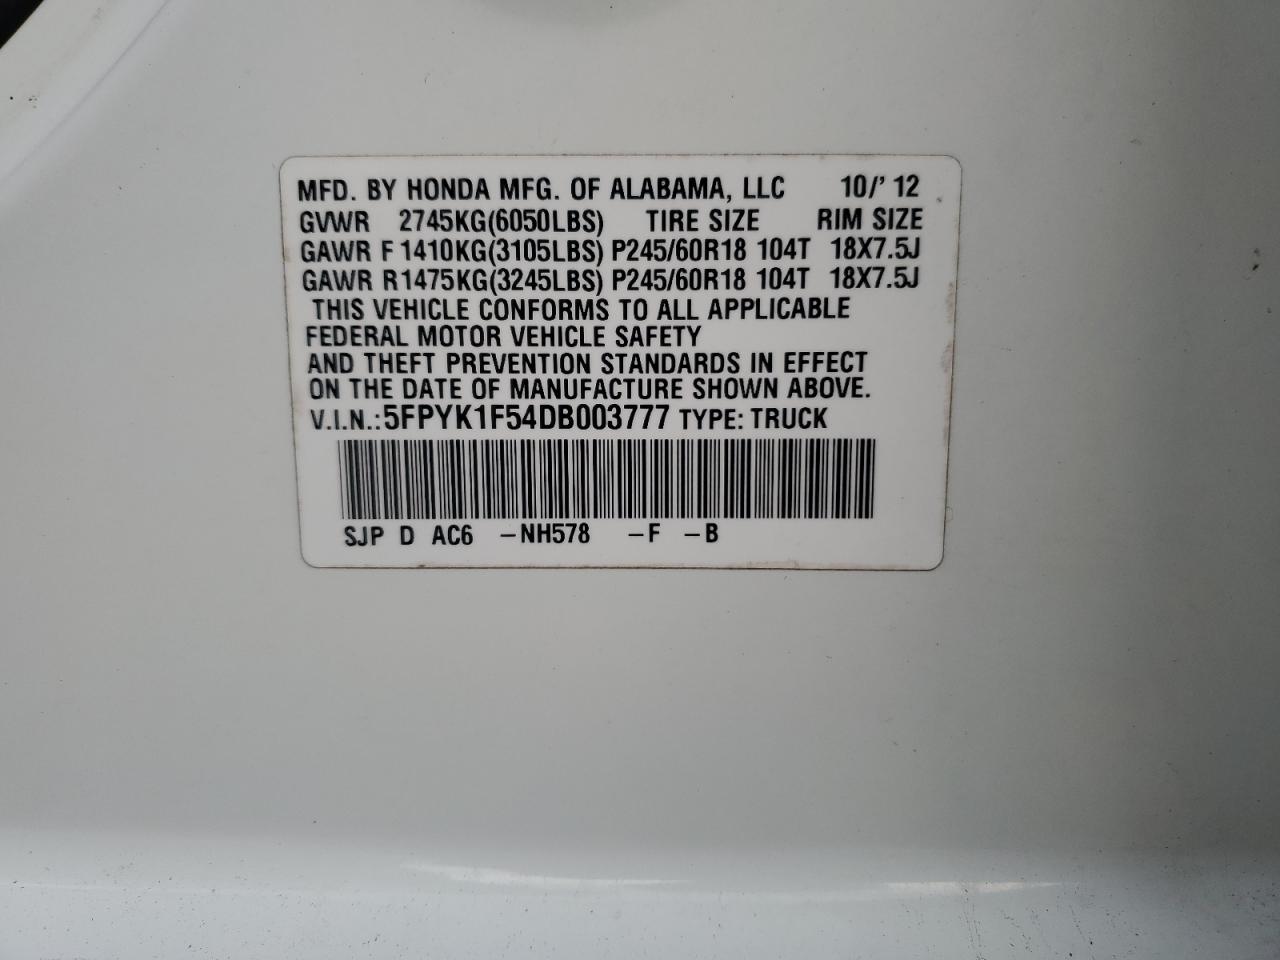 MFD. BY HONDA MFG. OF ALABAMA, LLC 10/' 12
GVWR 2745KG(6050LBS) TIRE SIZE RIM SIZE
GAWR F 1410KG(3105LBS) P245/60R18 104T 18X7.5J
GAWR R1475KG(3245LBS) P245/60R18 104T 18X7.5J
THIS VEHICLE CONFORMS TO ALL APPLICABLE
FEDERAL MOTOR VEHICLE SAFETY
AND THEFT PREVENTION STANDARDS IN EFFECT
ON THE DATE OF MANUFACTURE SHOWN ABOVE.
V.I.N.:5FPYK1F54DB003777 TYPE: TRUCK
SJP D AC6 -NH578 -F -B